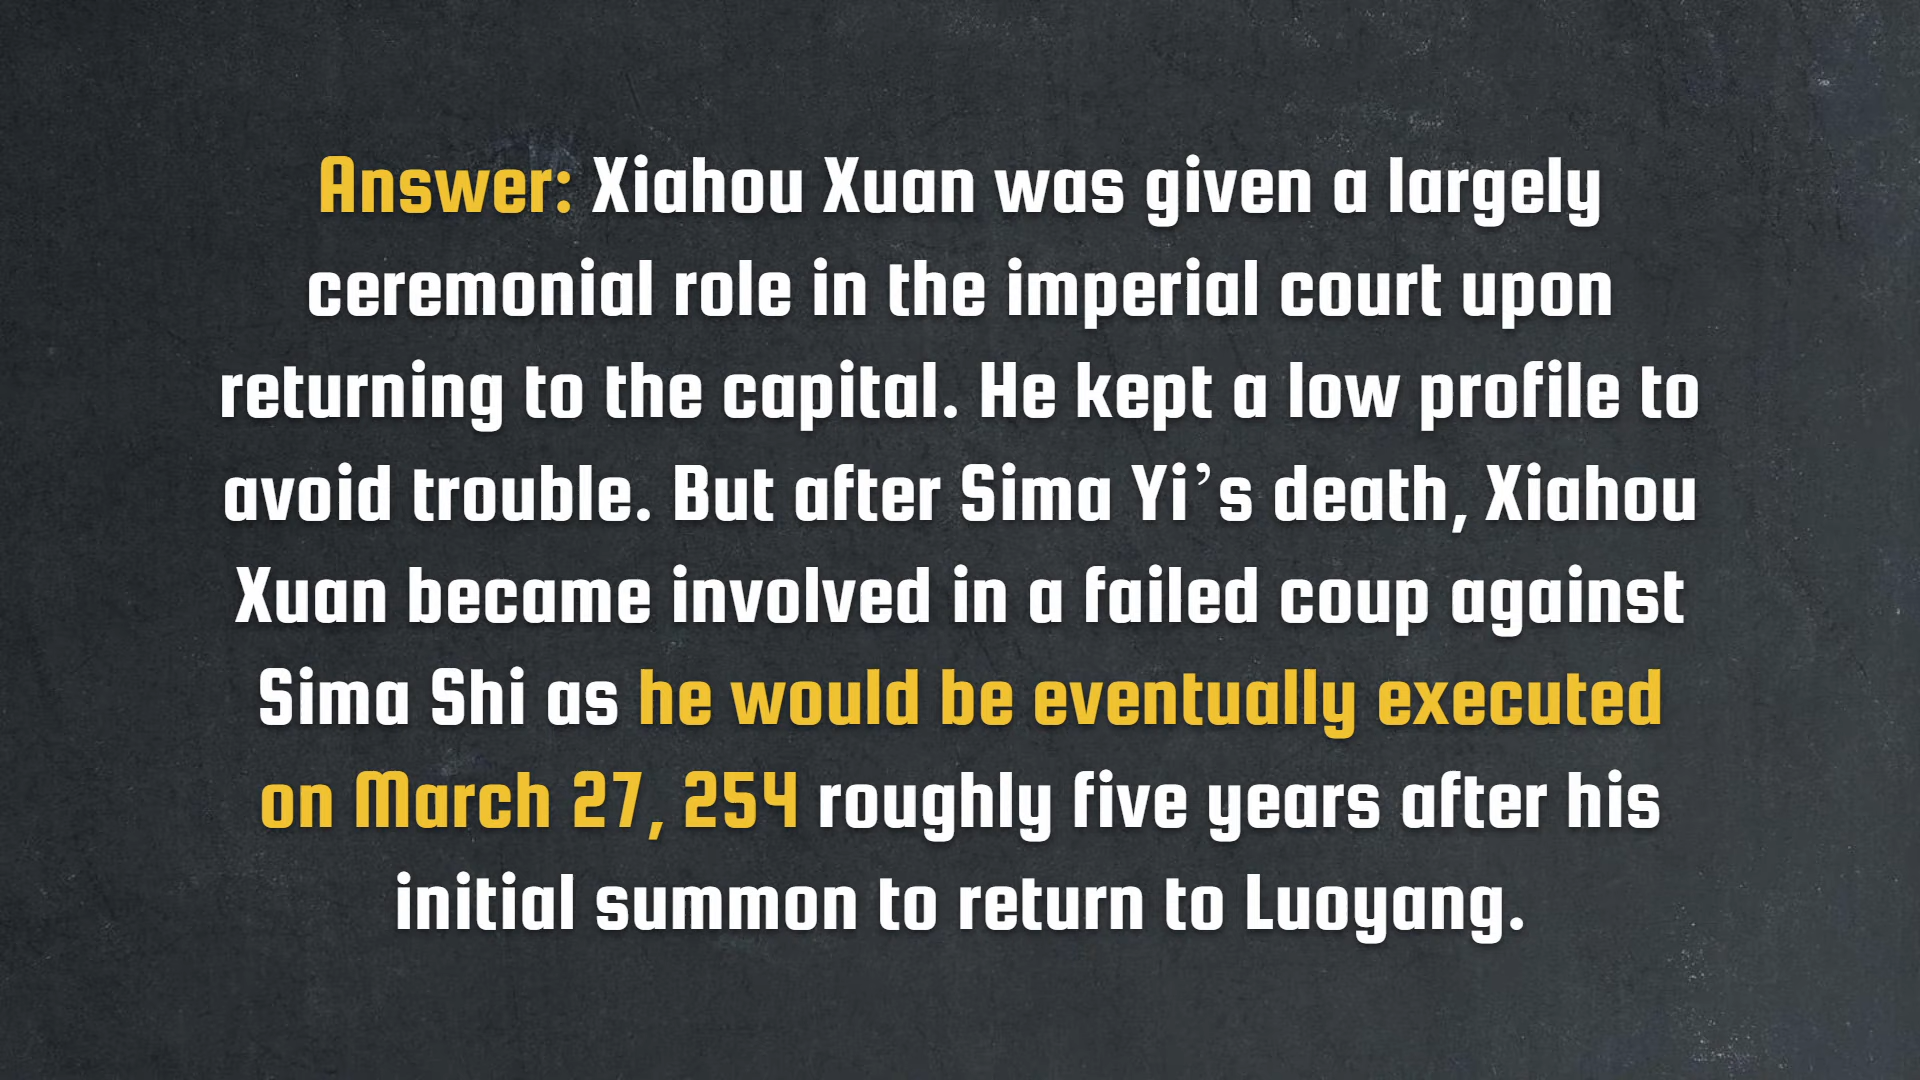 Answer: Xiahou Xuan was given a largely
ceremonial role in the imperial court upon
returning to the capital. He kept a low profile to
avoid trouble. But after Sima Yi’s death, Xiahou
Xuan became involved in a failed coup against
Sima Shi as he would be eventually executed
on March 27, 254 roughly five years after his
initial summon to return to Luoyang.